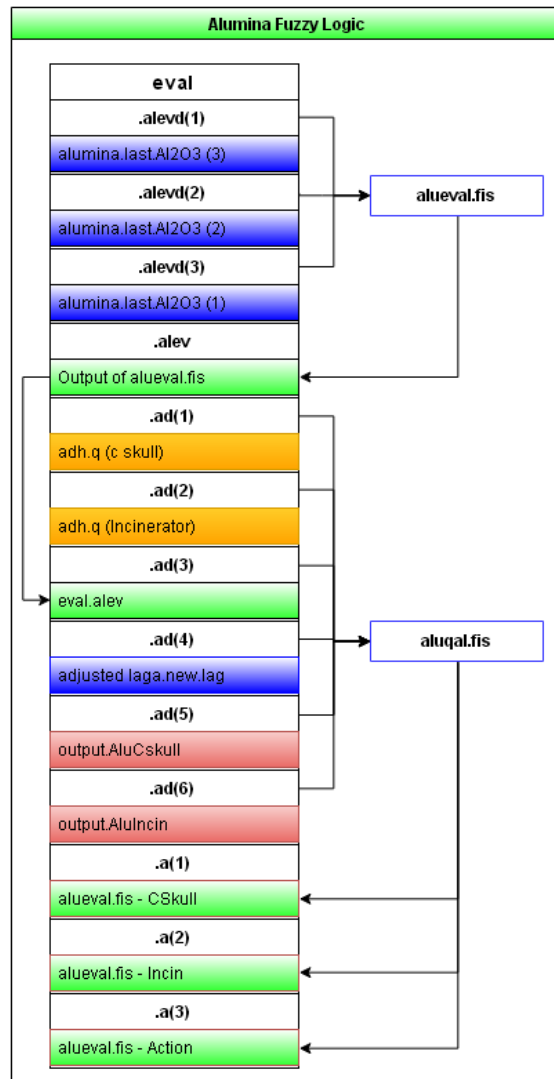 Alumina Fuzzy Logic
eval
.alevd(1)
alumina.last.Al2O3 (3)
.alevd(2)
alumina.last.Al2O3 (2)
.alevd(3)
alumina.last.Al2O3 (1)
.alev
Output of alueval.fis
.ad(1)
adh.q (c skull)
.ad(2)
adh.q (Incinerator)
.ad(3)
eval.alev
.ad(4)
adjusted laga.new.lag
.ad(5)
output.AluCskull
.ad(6)
output.AluIncin
.a(1)
alueval.fis - CSkull
.a(2)
alueval.fis - Incin
.a(3)
alueval.fis - Action
alueval.fis
aluqal.fis